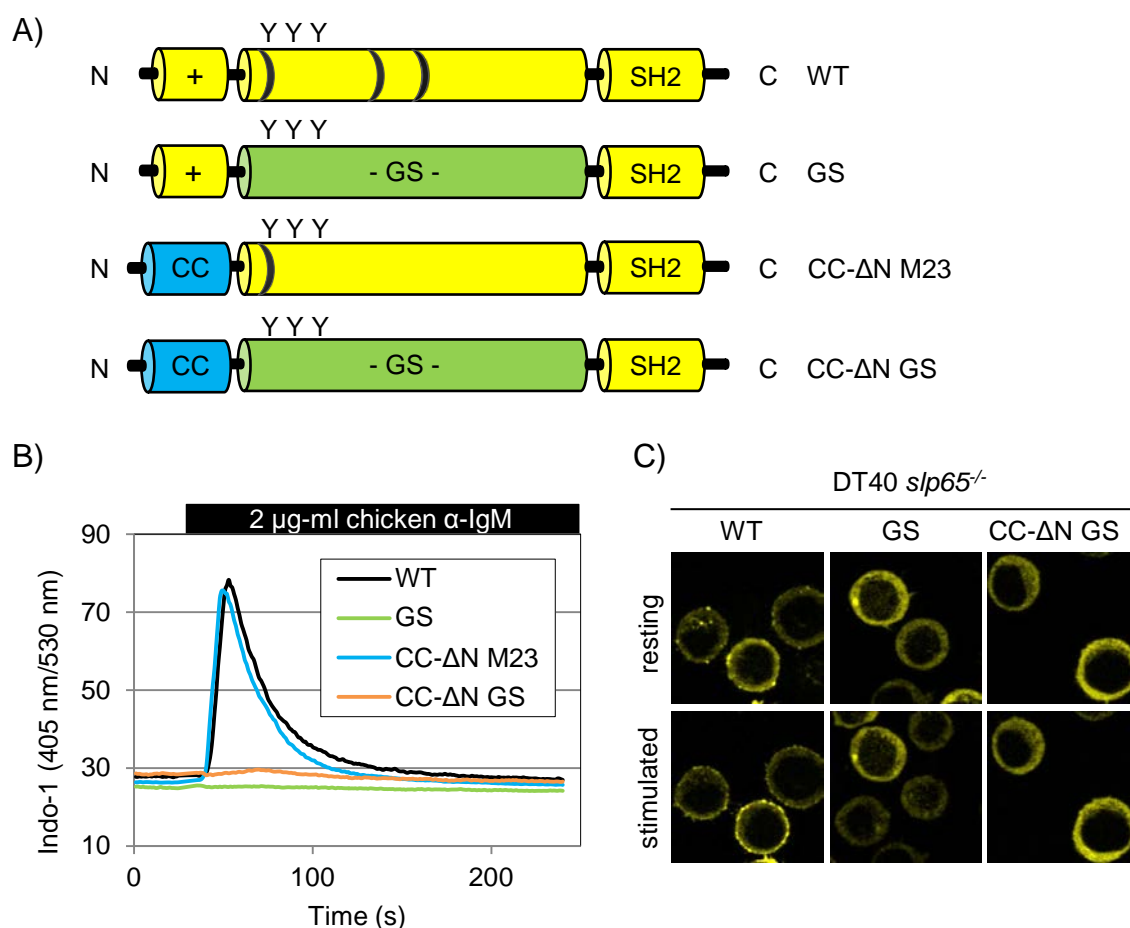 A)
Y Y Y
N + SH2 C WT
Y Y Y
N + - GS - SH2 C GS
Y Y Y
N CC SH2 C CC-ΔN M23
Y Y Y
N CC - GS - SH2 C CC-ΔN GS
B)
2 µg-ml chicken α-IgM
90
70
50
30
10
Indo-1 (405 nm/530 nm)
WT
GS
CC-ΔN M23
CC-ΔN GS
0 100 200
Time (s)
C)
DT40 slp65-/-
WT GS CC-ΔN GS
resting
stimulated